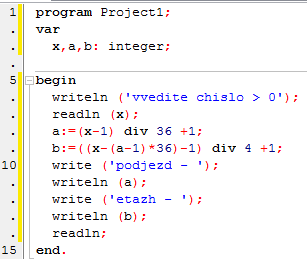 1 program Project1;
. var
. x,a,b: integer;
.
5 begin
. writeln ('vvedite chislo > 0');
. readln (x);
. a:=(x-1) div 36 +1;
. b:=((x-(a-1)*36)-1) div 4 +1;
10 write ('podjezd - ');
. writeln (a);
. write ('etazh - ');
. writeln (b);
. readln;
15 end.